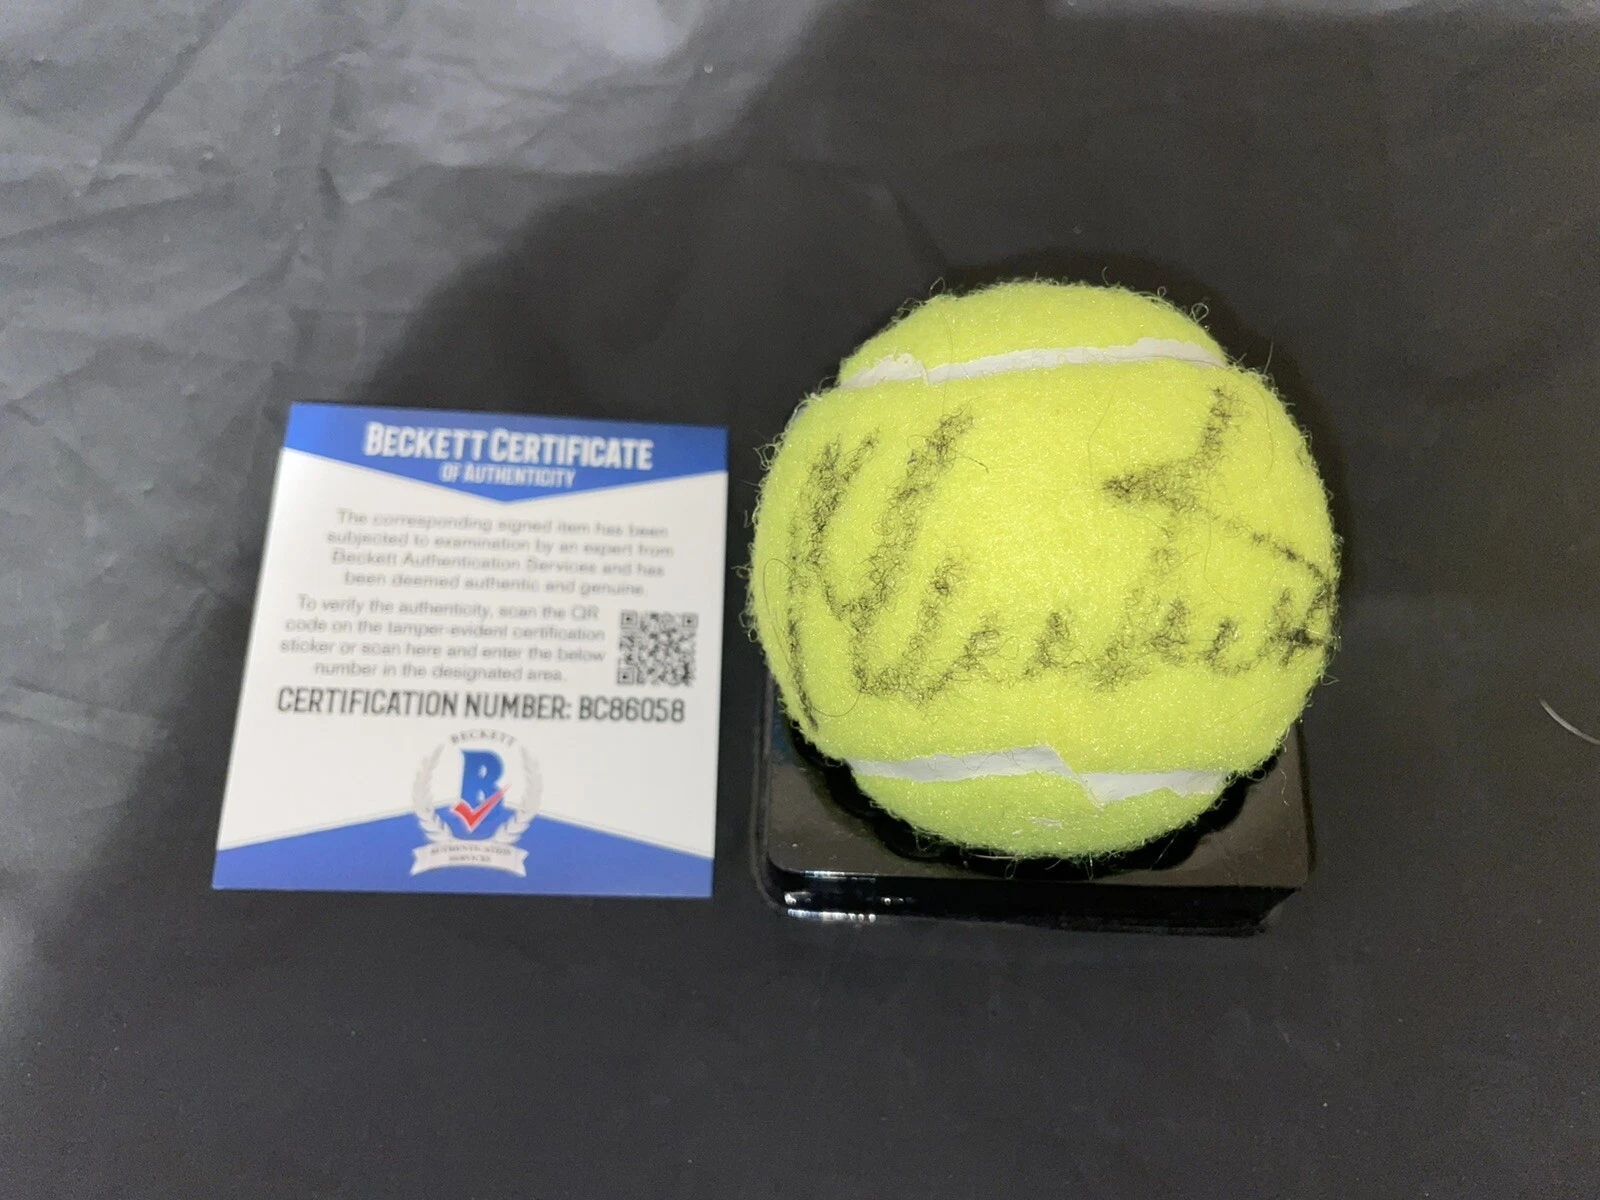 BECKETT CERTIFICATE
OF AUTHENTICITY
The corresponding signed item has been
subjected to examination by an expert from
Beckett Authentication Services and has
been deemed authentic and genuine.
To verify the authenticity, scan the QR
code on the tamper-evident certification
sticker or scan here and enter the below
number in the designated area.
CERTIFICATION NUMBER: BC86058
BECKETT
B
AUTHENTICATION
SERVICES